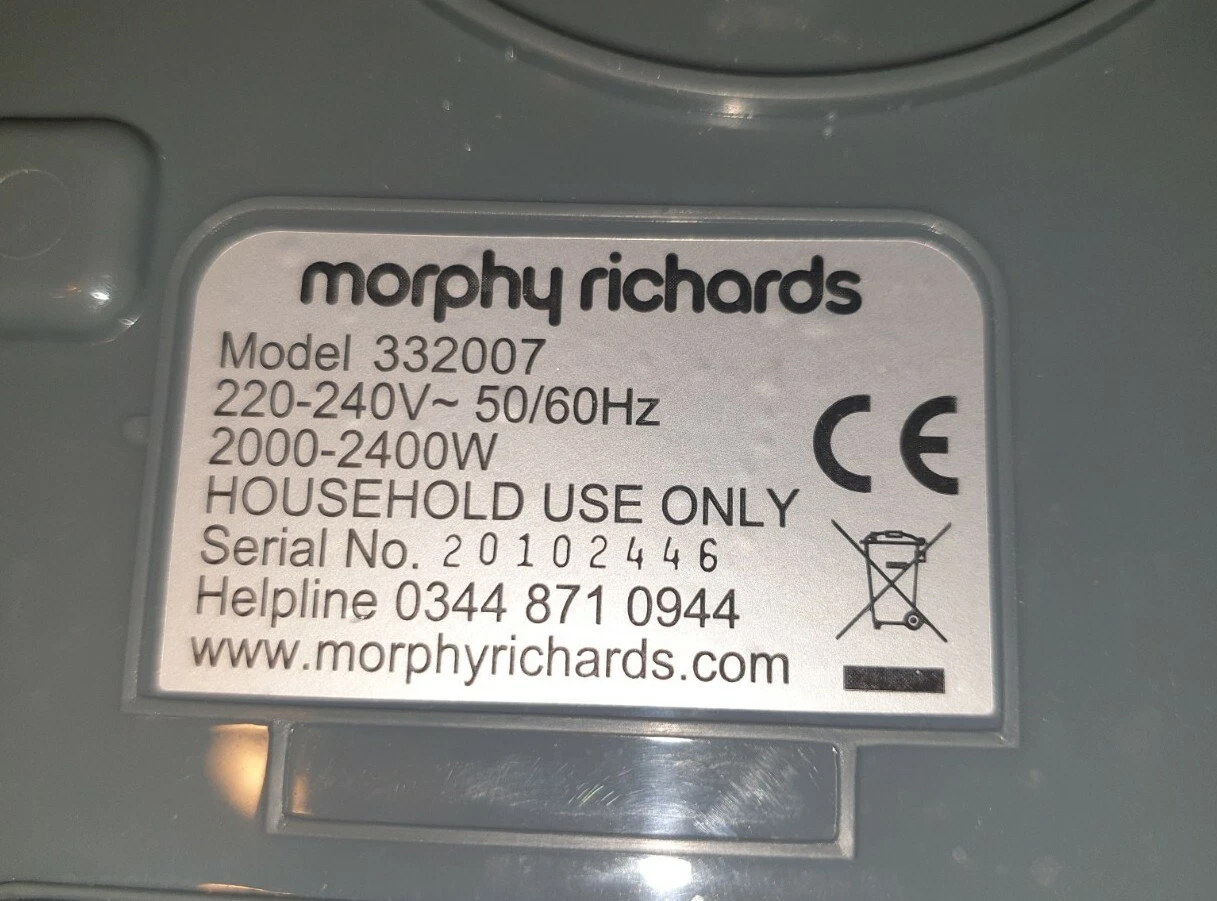 morphy richards
Model 332007
220-240V~ 50/60Hz
2000-2400W
HOUSEHOLD USE ONLY
Serial No. 20102446
Helpline 0344 871 0944
www.morphyrichards.com
CE